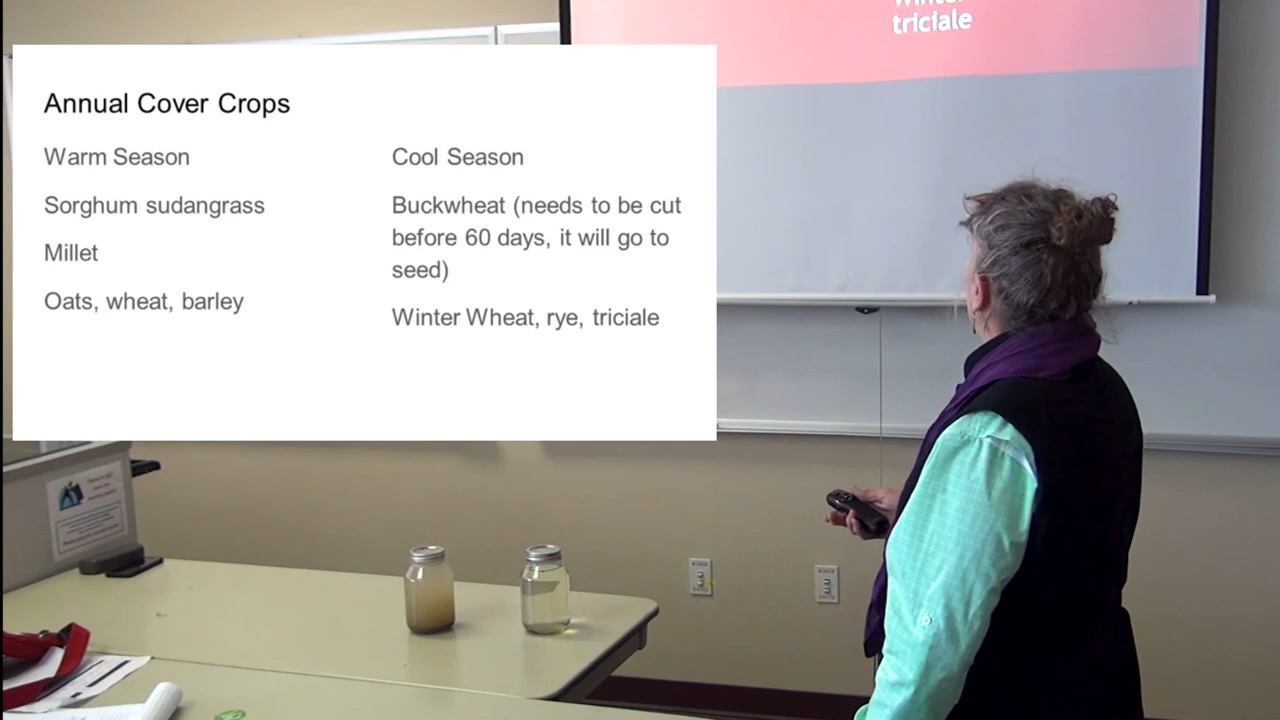 Annual Cover Crops
Warm Season
Sorghum sudangrass
Millet
Oats, wheat, barley
Cool Season
Buckwheat (needs to be cut
before 60 days, it will go to
seed)
Winter Wheat, rye, triciale
triciale